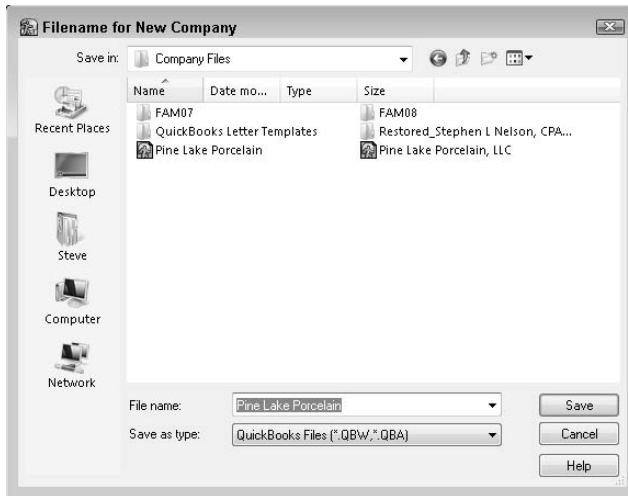 Filename for New Company
Save in: Company Files
Name Date mo... Type Size
FAM07 FAM08
QuickBooks Letter Templates Restored_Stephen L Nelson, CPA...
Pine Lake Porcelain Pine Lake Porcelain, LLC
Recent Places
Desktop
Steve
Computer
Network
File name: Pine Lake Porcelain Save
Save as type: QuickBooks Files (*.QBW,*.QBA) Cancel
Help